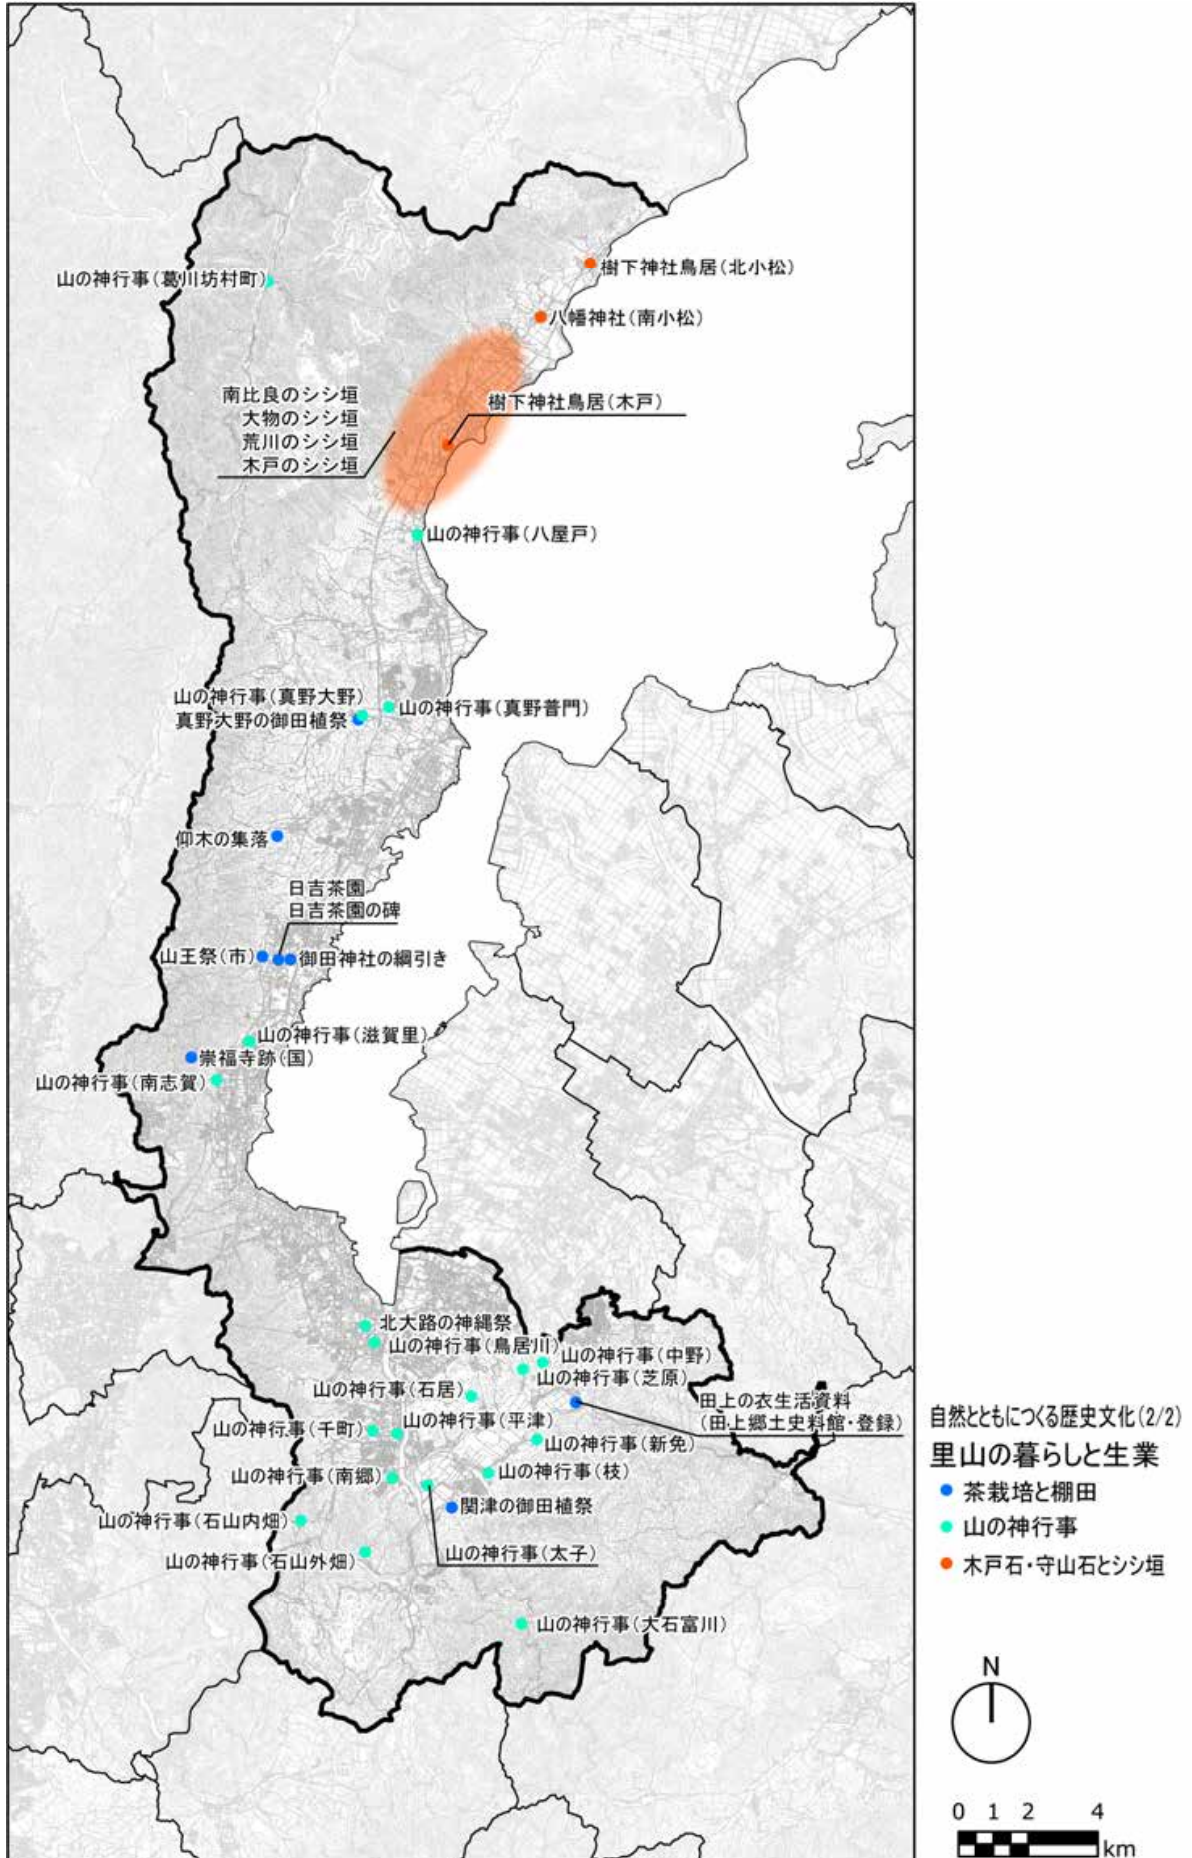 山の神行事(葛川坊村町)
樹下神社鳥居(北小松)
八幡神社(南小松)
南比良のシシ垣
大物のシシ垣
荒川のシシ垣
木戸のシシ垣
樹下神社鳥居(木戸)
山の神行事(八屋戸)
山の神行事(真野大野)
真野大野の御田植祭
山の神行事(真野普門)
仰木の集落
日吉茶園
日吉茶園の碑
山王祭(市)
御田神社の綱引き
山の神行事(滋賀里)
崇福寺跡(国)
山の神行事(南志賀)
北大路の神縄祭
山の神行事(鳥居川)
山の神行事(中野)
山の神行事(芝原)
山の神行事(石居)
田上の衣生活資料
(田上郷土史料館・登録)
山の神行事(千町)
山の神行事(平津)
山の神行事(新免)
山の神行事(南郷)
山の神行事(枝)
関津の御田植祭
山の神行事(石山内畑)
山の神行事(太子)
山の神行事(石山外畑)
山の神行事(大石富川)
自然とともにつくる歴史文化(2/2)
里山の暮らしと生業
茶栽培と棚田
山の神行事
木戸石・守山石とシシ垣
N
0 1 2 4
km